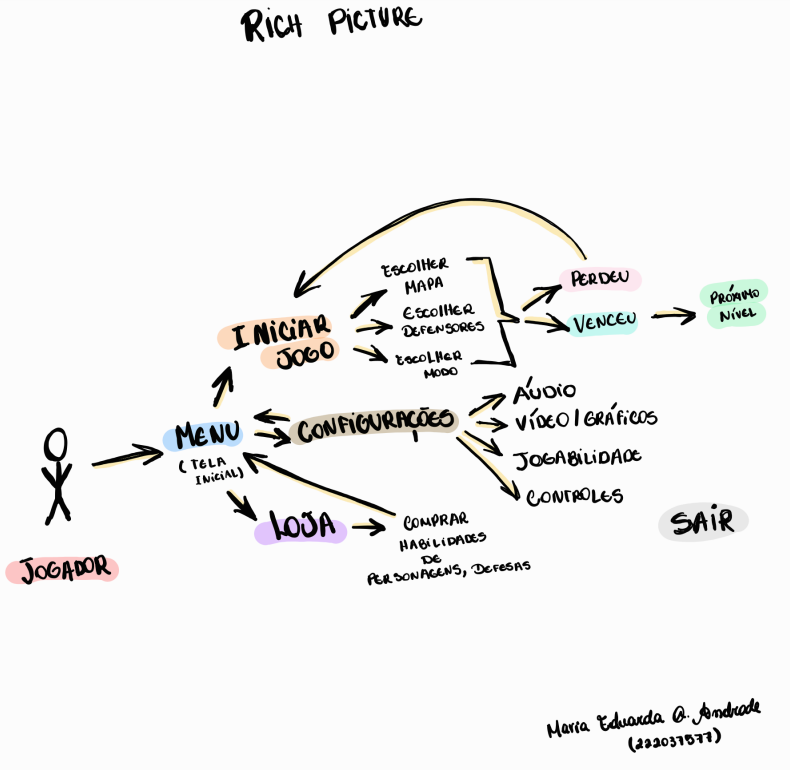 RICH PICTURE
ESCOLHER
MAPA
ESCOLHER
DEFENSORES
ESCOLHER
MODO
INICIAR
JOGO
PERDEU
VENCEU
PRÓXIMO
NÍVEL
MENU
(TELA
INICIAL)
CONFIGURAÇÕES
ÁUDIO
VÍDEO / GRÁFICOS
JOGABILIDADE
CONTROLES
LOJA
COMPRAR
HABILIDADES
DE
PERSONAGENS, DEFESAS
SAIR
JOGADOR
Maria Eduarda Q. Andrade
(222037577)